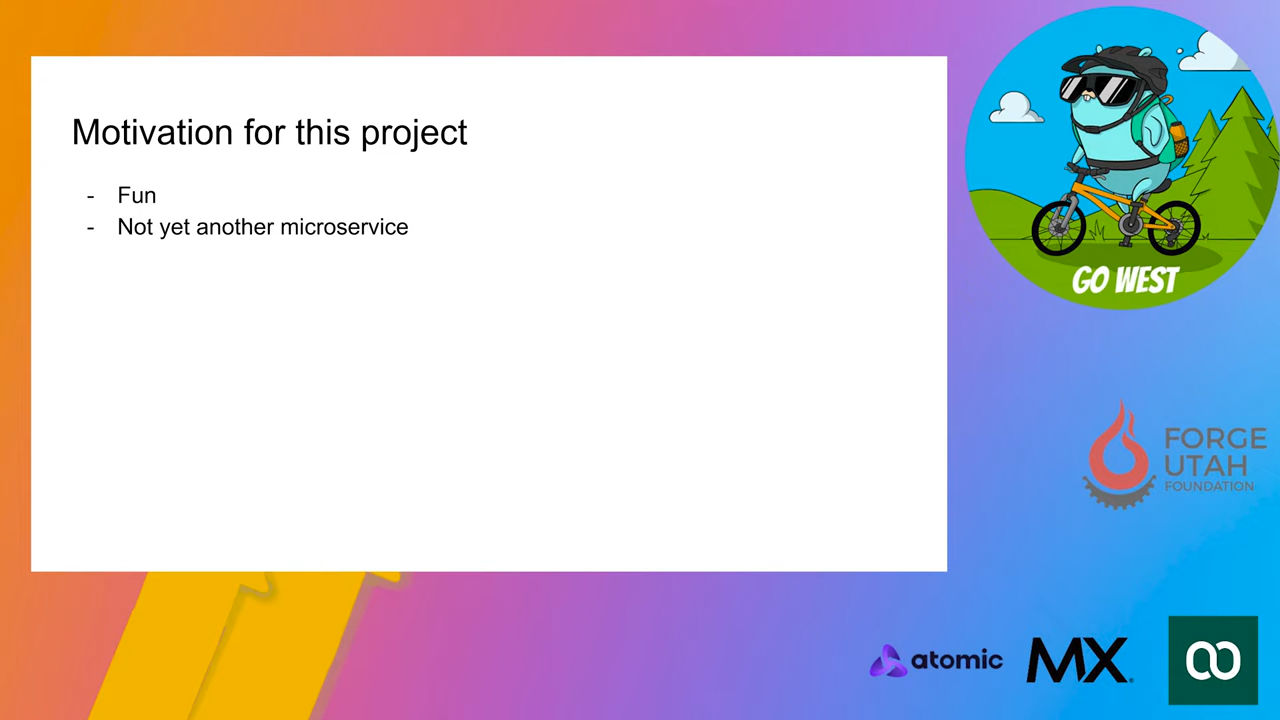 Motivation for this project
- Fun
- Not yet another microservice
GO WEST
FORGE
UTAH
FOUNDATION
atomic
MX